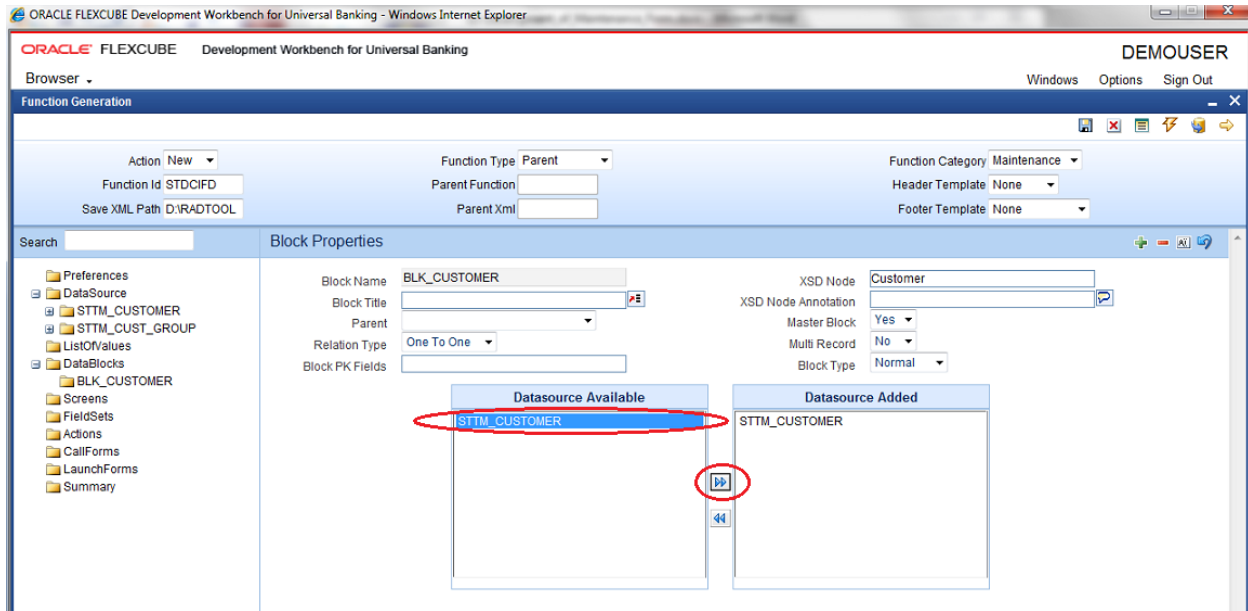 ORACLE FLEXCUBE Development Workbench for Universal Banking - Windows Internet Explorer
ORACLE FLEXCUBE Development Workbench for Universal Banking DEMOUSER
Browser Windows Options Sign Out
Function Generation
Action New Function Type Parent Function Category Maintenance
Function Id STDCIFD Parent Function Header Template None
Save XML Path D:\RADTOOL Parent Xml Footer Template None
Search Block Properties
Preferences
DataSource
STTM_CUSTOMER
STTM_CUST_GROUP
ListOfValues
DataBlocks
BLK_CUSTOMER
Screens
FieldSets
Actions
CallForms
LaunchForms
Summary
Block Name BLK_CUSTOMER XSD Node Customer
Block Title XSD Node Annotation
Parent Master Block Yes
Relation Type One To One Multi Record No
Block PK Fields Block Type Normal
Datasource Available Datasource Added
STTM_CUSTOMER STTM_CUSTOMER